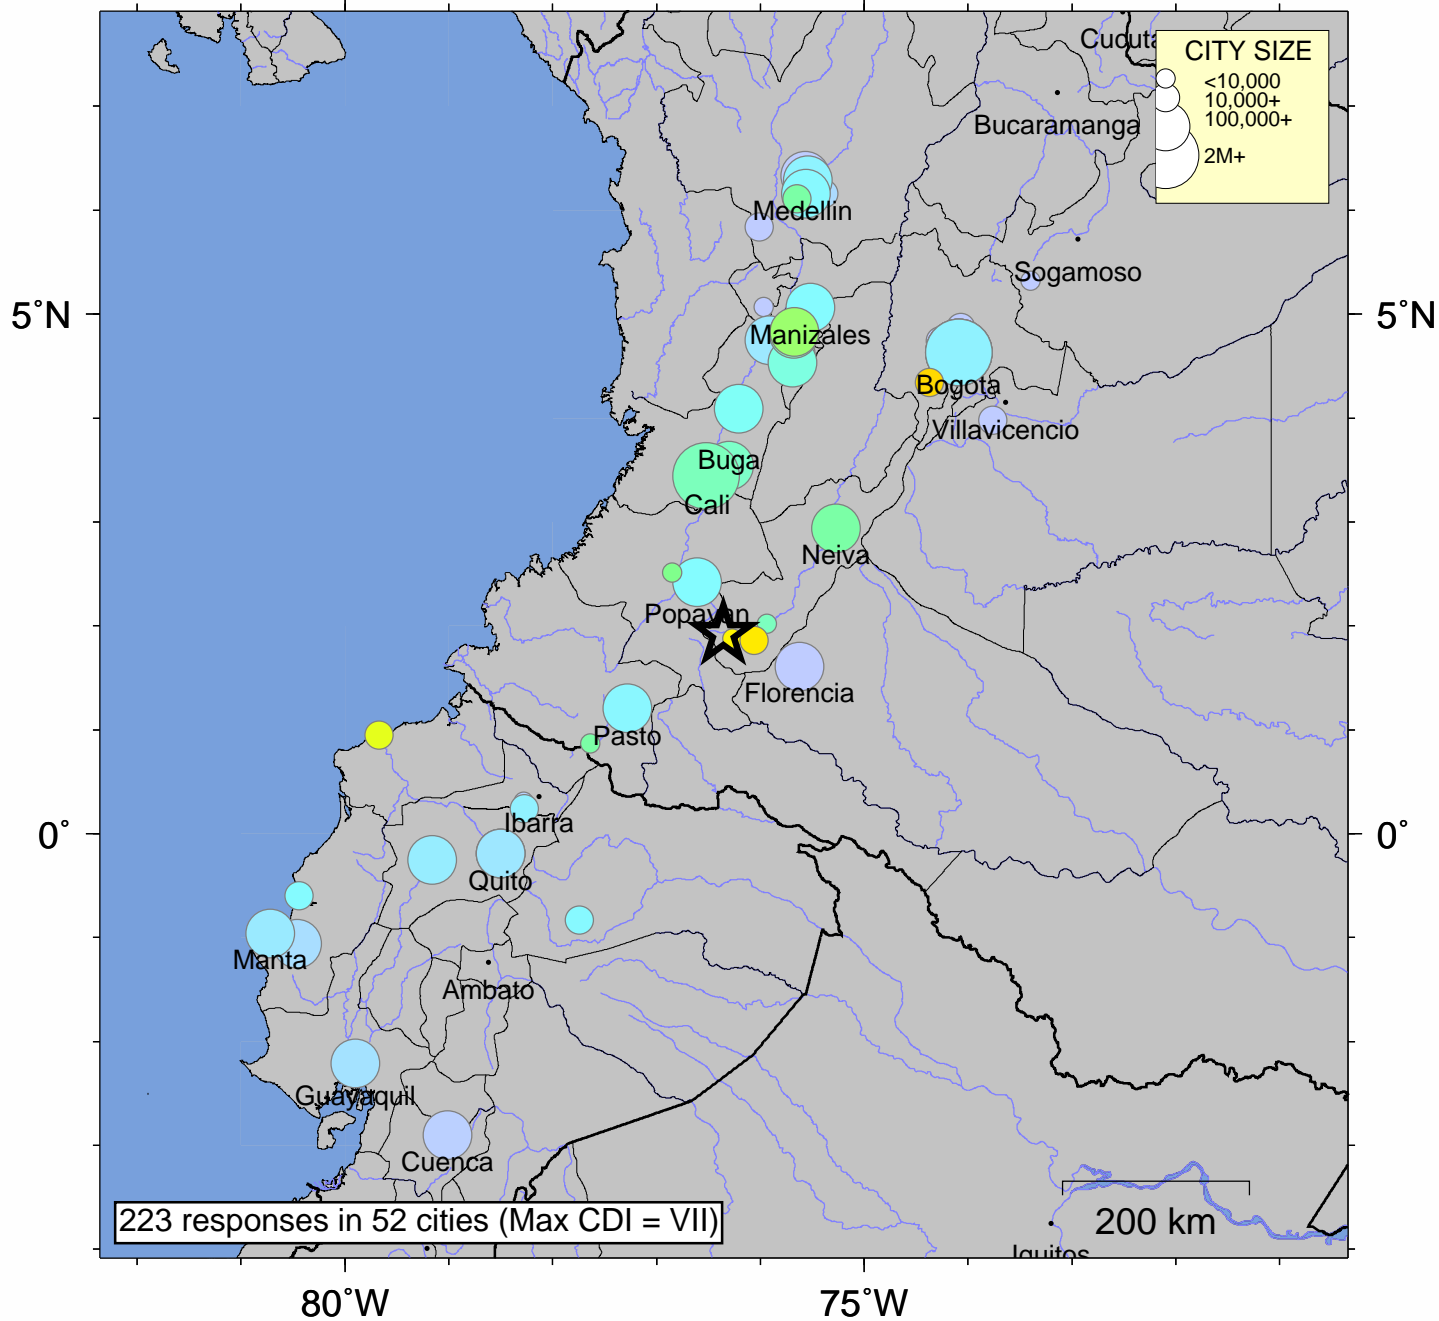 Cucuta
CITY SIZE
<10,000
10,000+
100,000+
2M+
Bucaramanga
Medellin
Sogamoso
5˚N
5˚N
Manizales
Bogota
Villavicencio
Buga
Cali
Neiva
Popayan
Florencia
Pasto
Ibarra
0˚
0˚
Quito
Manta
Ambato
Guayaquil
Cuenca
223 responses in 52 cities (Max CDI = VII)
200 km
Iquitos
80˚W
75˚W